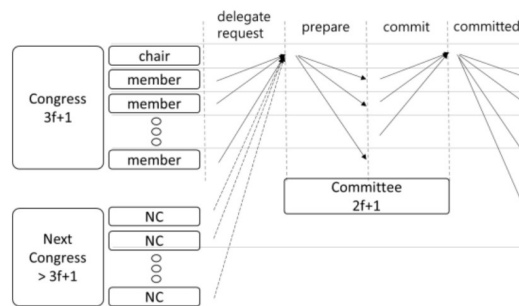 delegate
request
prepare
commit
committed
chair
member
member
member
Congress
3f+1
Committee
2f+1
NC
NC
NC
Next
Congress
> 3f+1